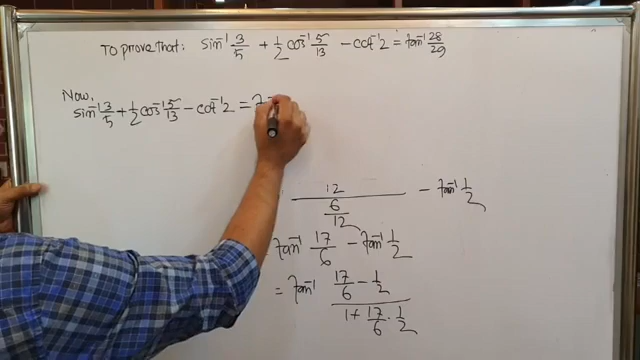 To prove that: sin⁻¹ 3/5 + 1/2 cos⁻¹ 5/13 − cot⁻¹ 2 = tan⁻¹ 28/29
Now,
sin⁻¹ 3/5 + 1/2 cos⁻¹ 5/13 − cot⁻¹ 2 =
12 / (6/12) − tan⁻¹ 1/2
tan⁻¹ 17/6 − tan⁻¹ 1/2
= tan⁻¹ (17/6 − 1/2) / (1 + 17/6 · 1/2)